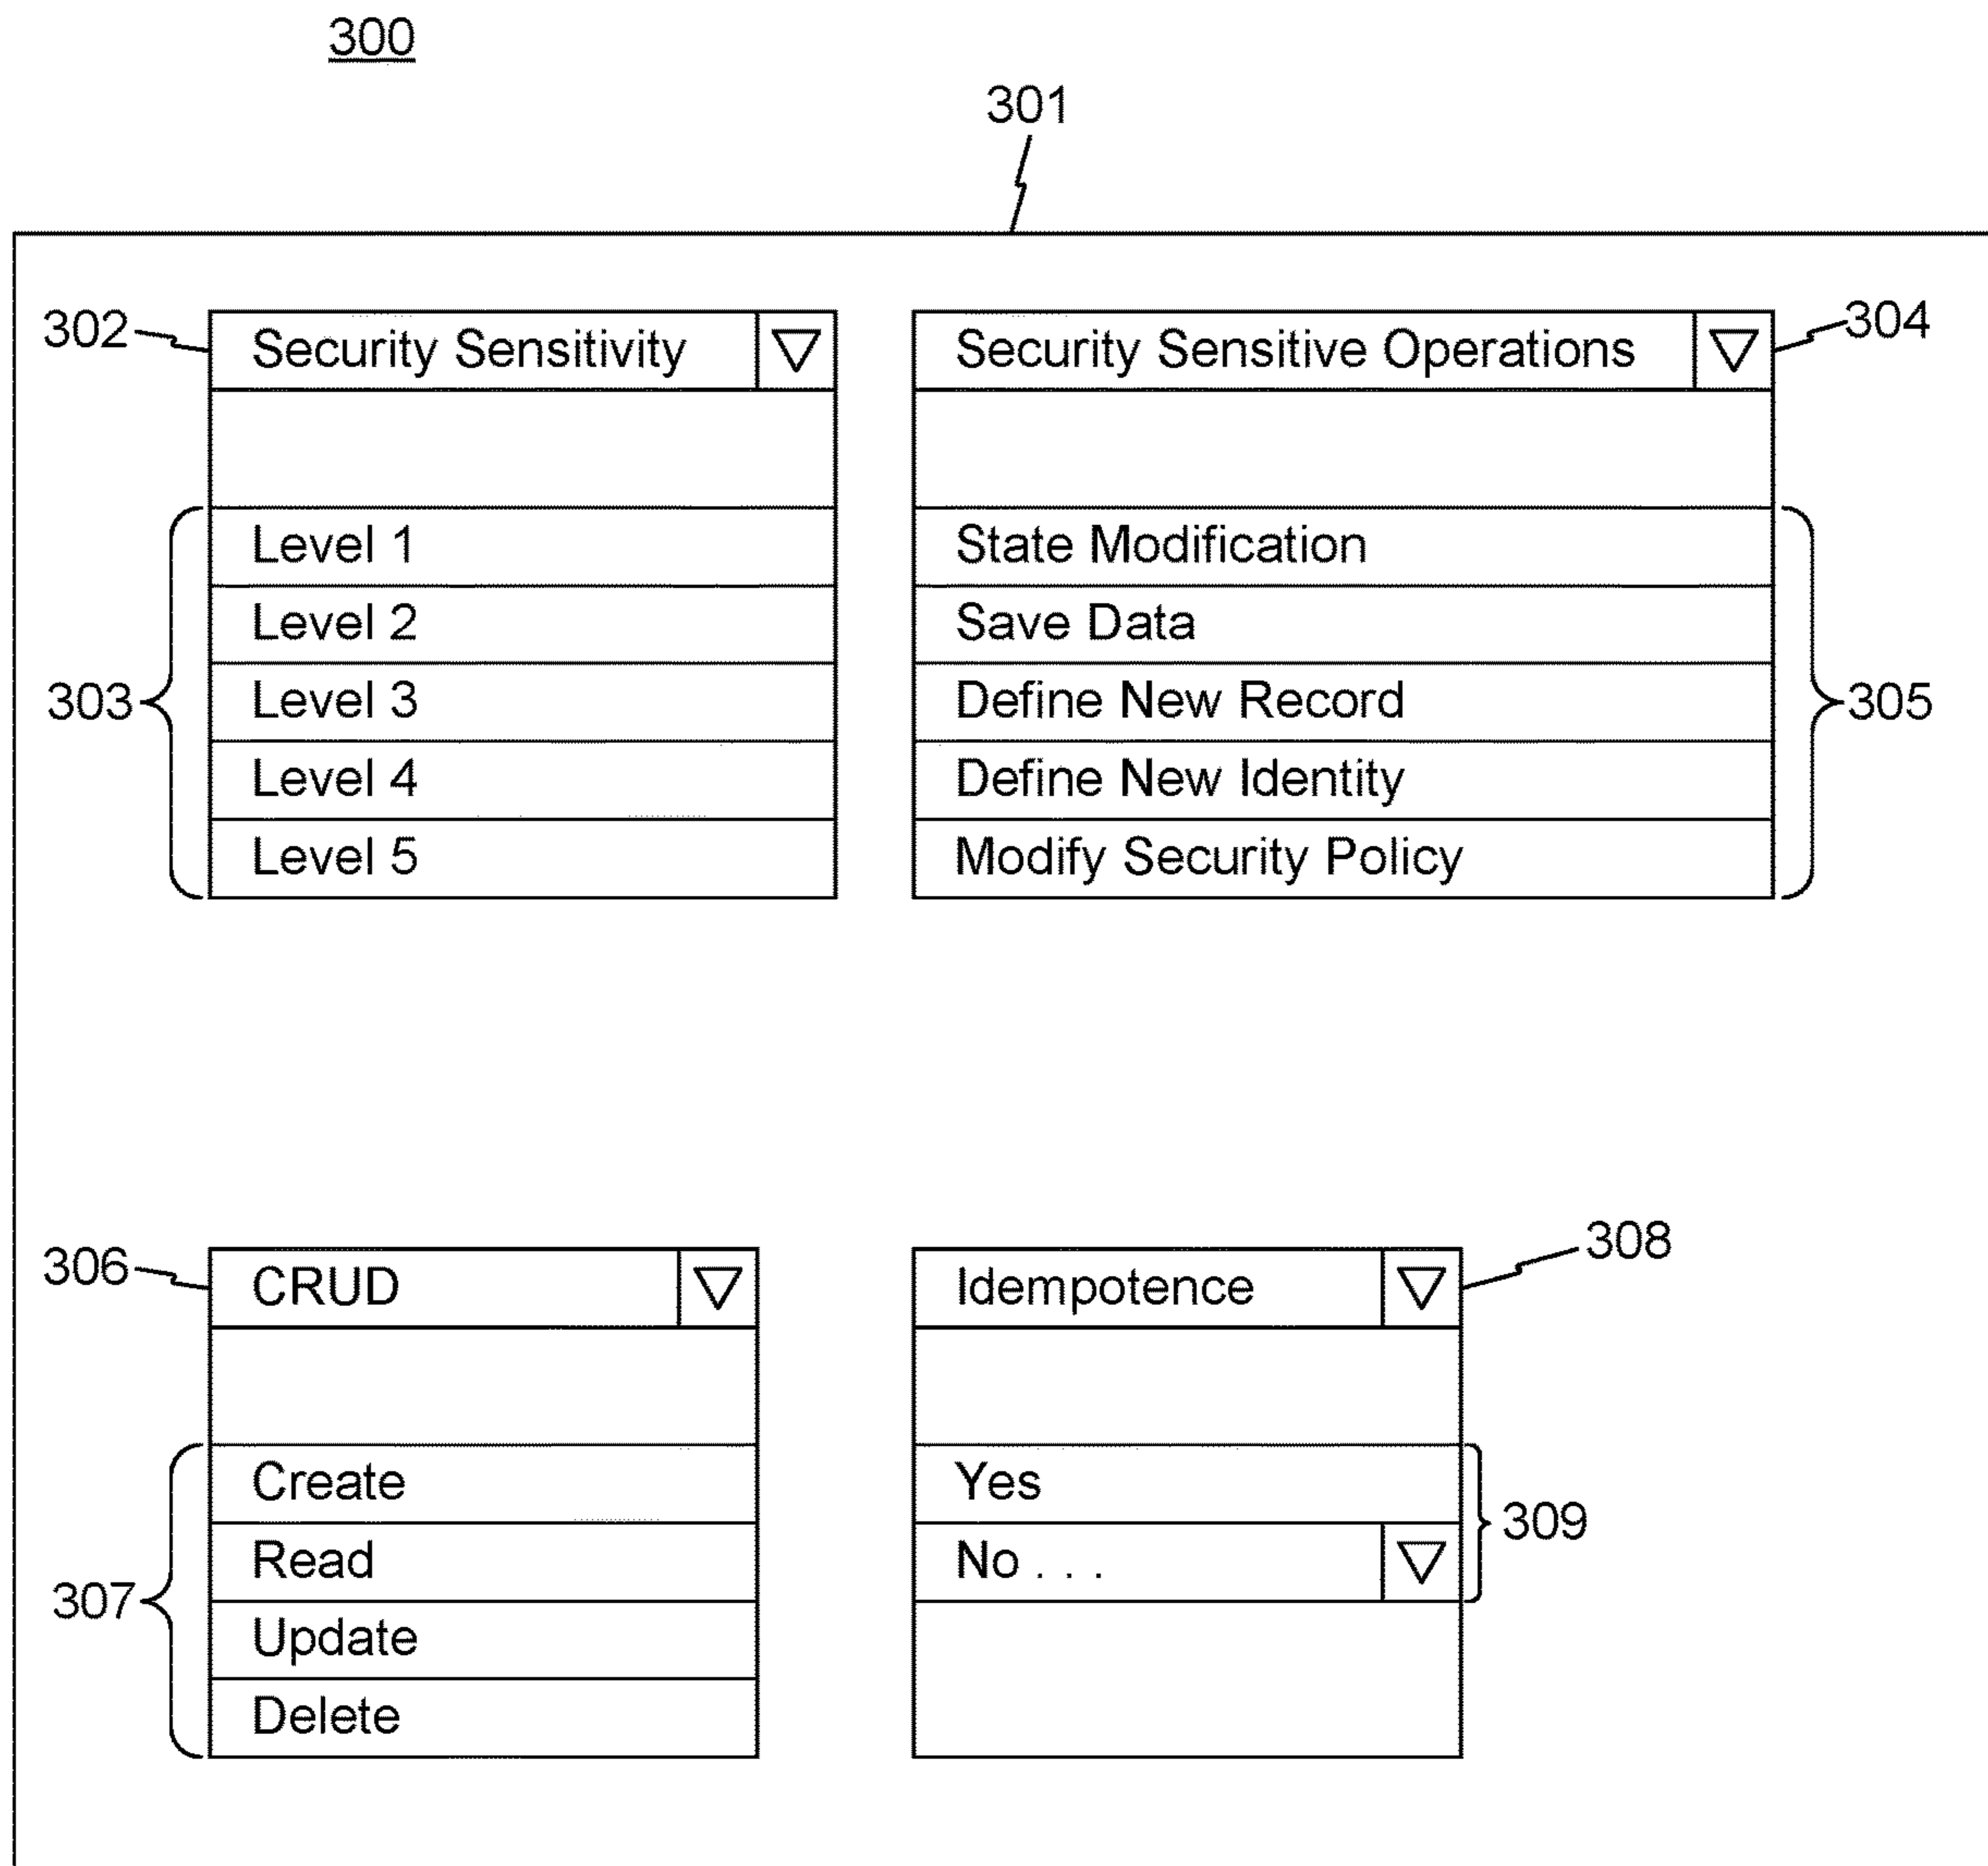 300
301
302
Security Sensitivity
Level 1
Level 2
303
Level 3
Level 4
Level 5
Security Sensitive Operations
304
State Modification
Save Data
Define New Record
305
Define New Identity
Modify Security Policy
306
CRUD
Create
Read
307
Update
Delete
Idempotence
308
Yes
309
No . . .